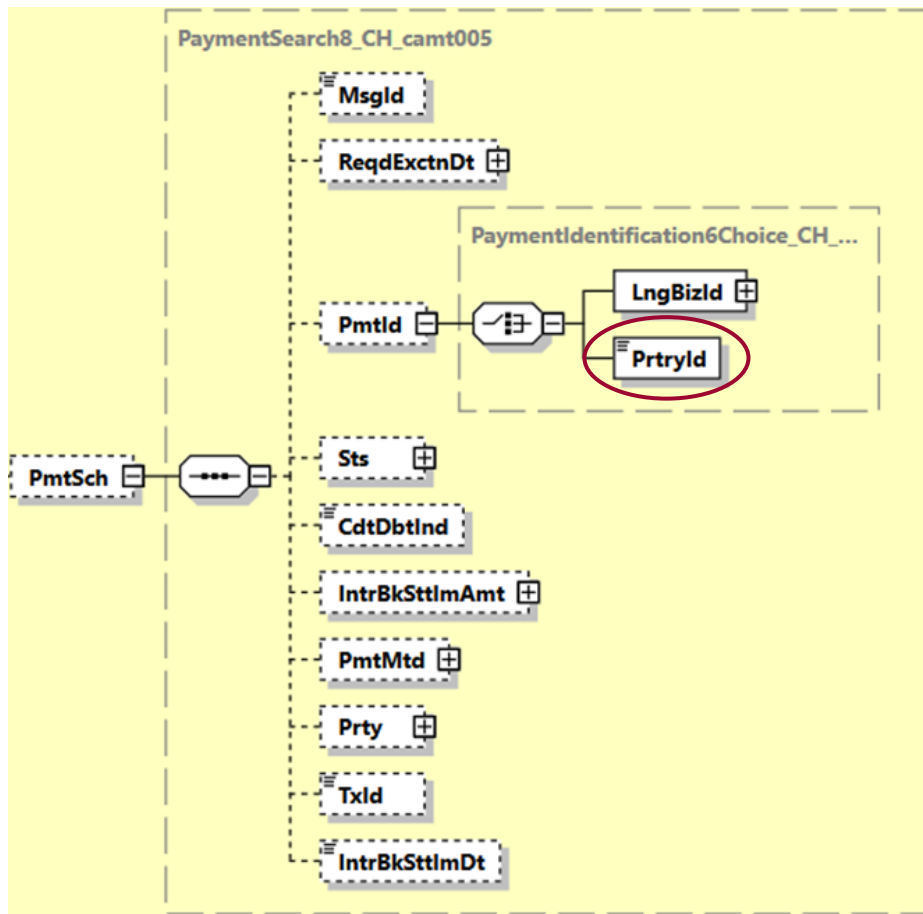 PaymentSearch8_CH_camt005
MsgId
ReqdExctnDt
PaymentIdentification6Choice_CH_...
LngBizId
PmtId
PrtryId
Sts
PmtSch
CdtDbtInd
IntrBkSttlmAmt
PmtMtd
Prty
TxId
IntrBkSttlmDt